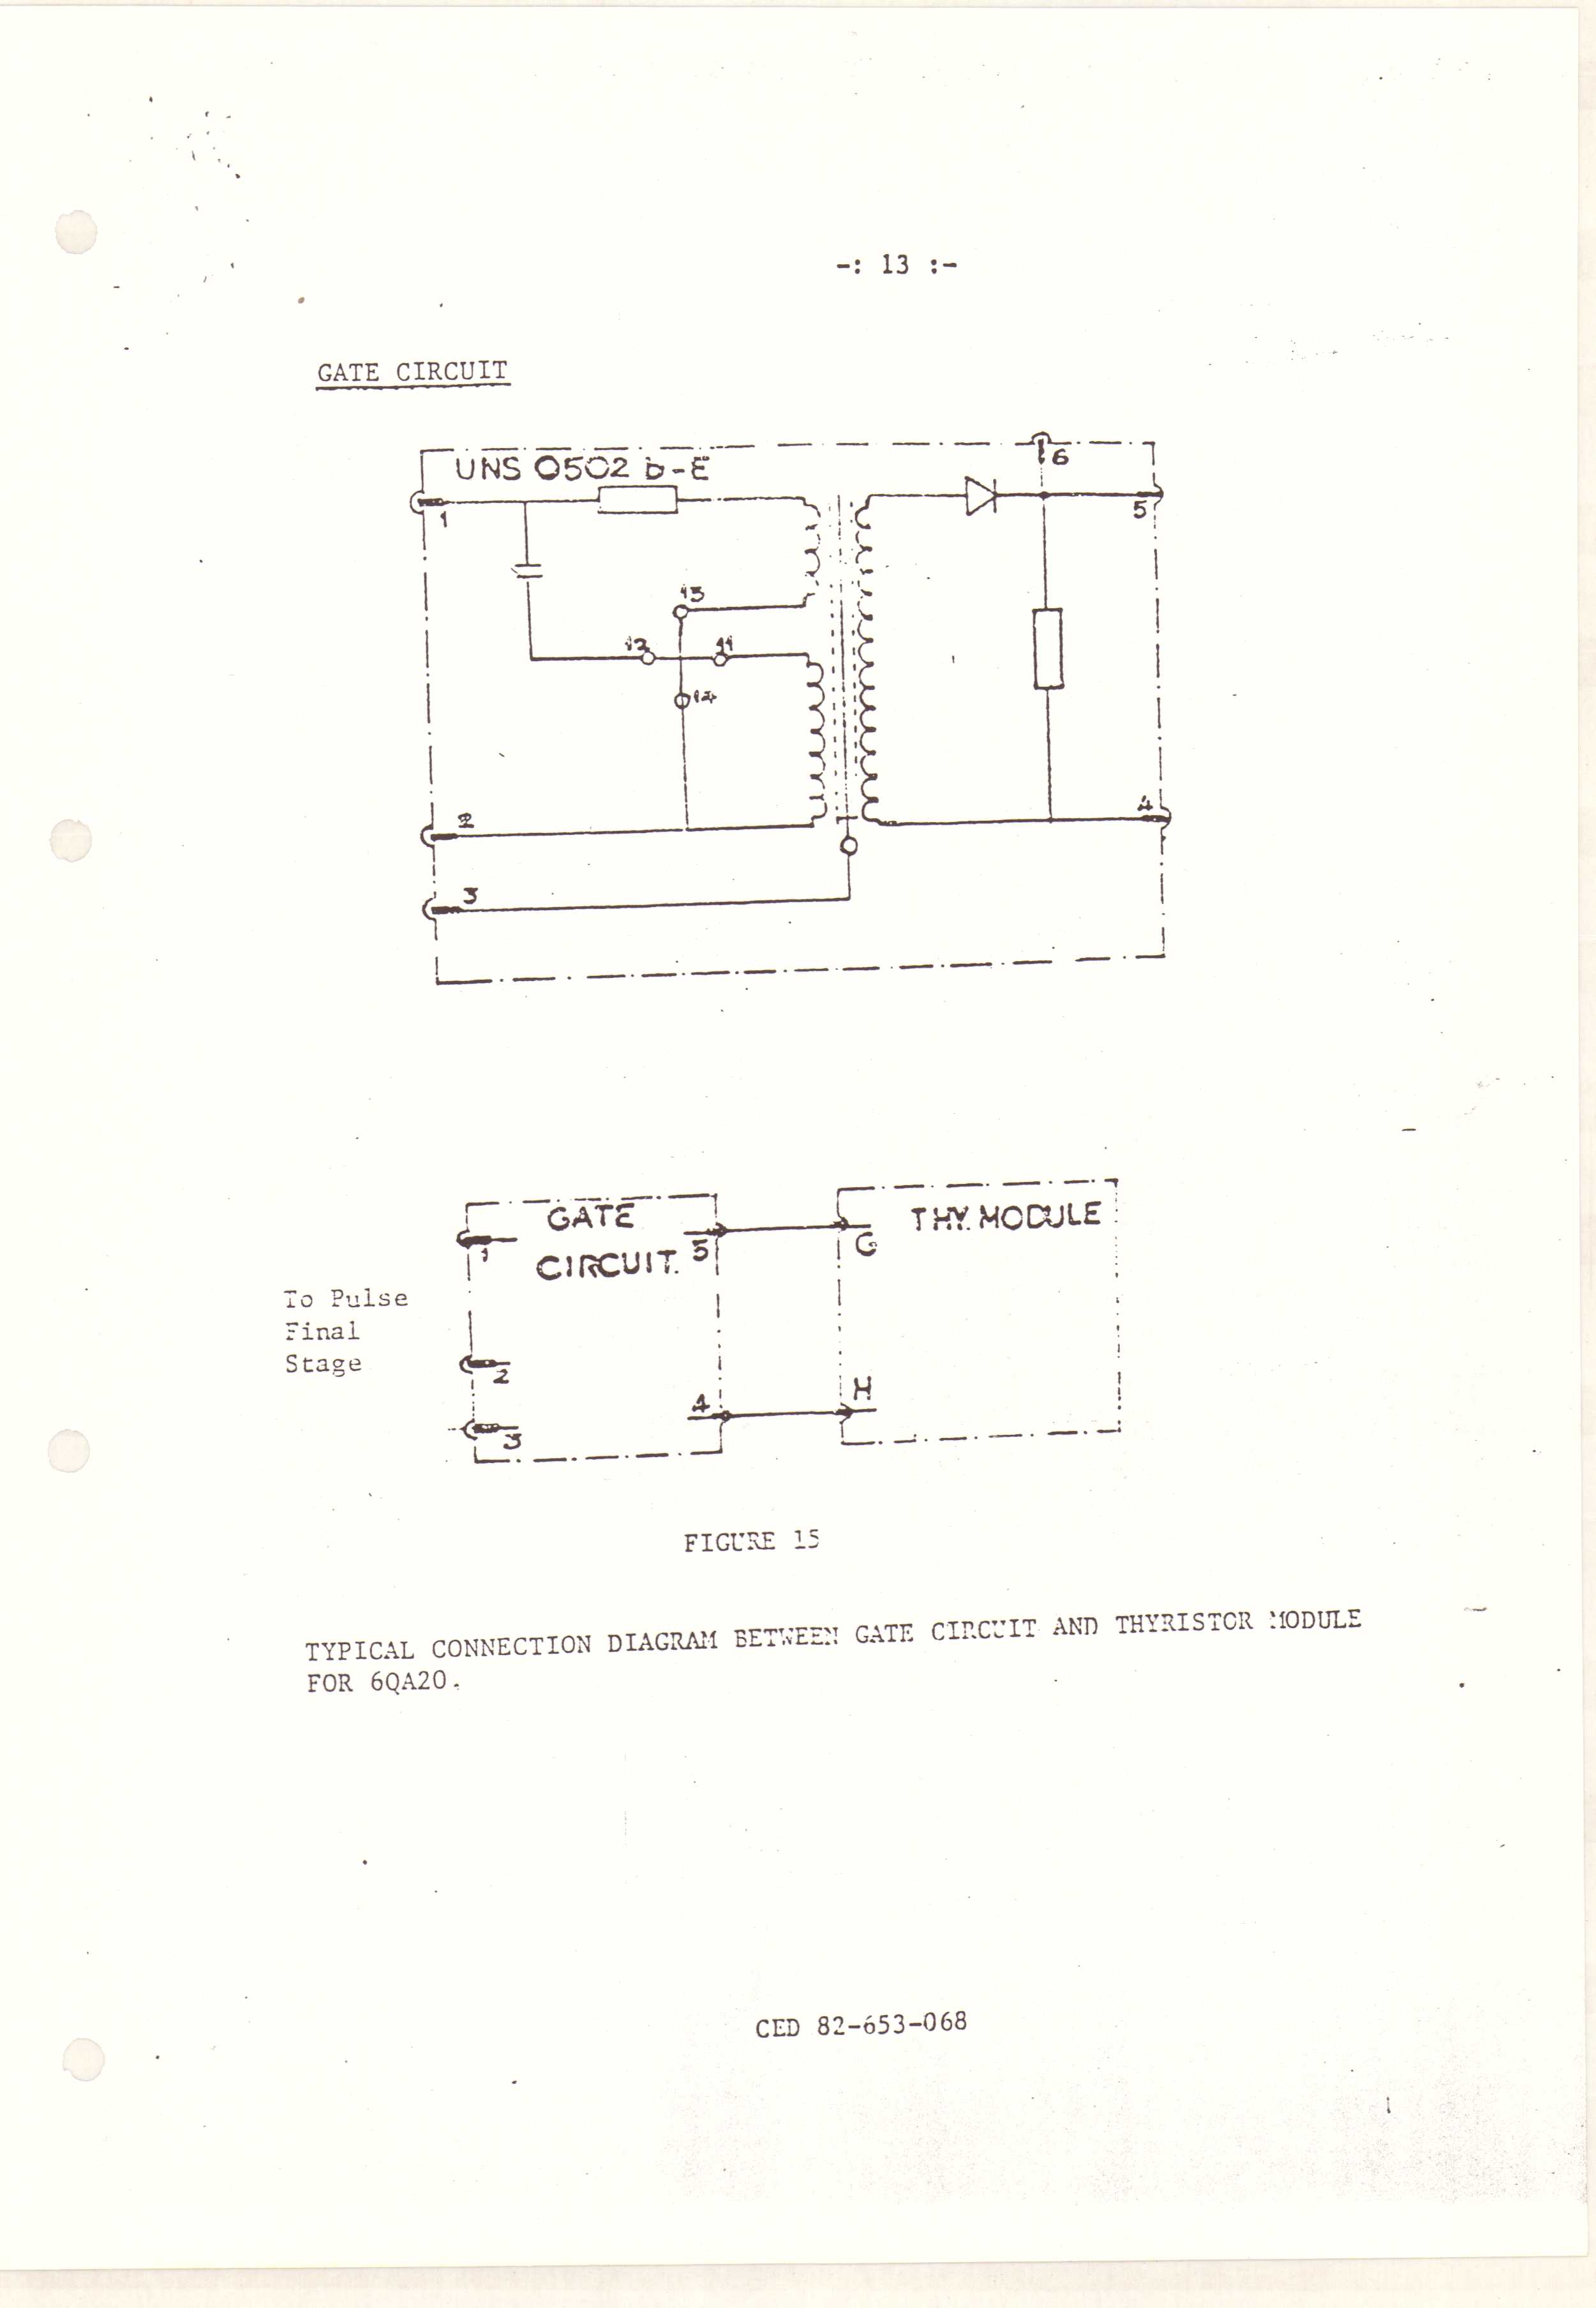 -: 13 :-
GATE CIRCUIT
UNS 0502 b-E
6
1
5
13
12
11
14
2
4
3
GATE
THY. MODULE
5
G
1
CIRCUIT.
To Pulse
Final
Stage
2
4
H
3
FIGURE 15
TYPICAL CONNECTION DIAGRAM BETWEEN GATE CIRCUIT AND THYRISTOR MODULE
FOR 6QA20.
CED 82-653-068